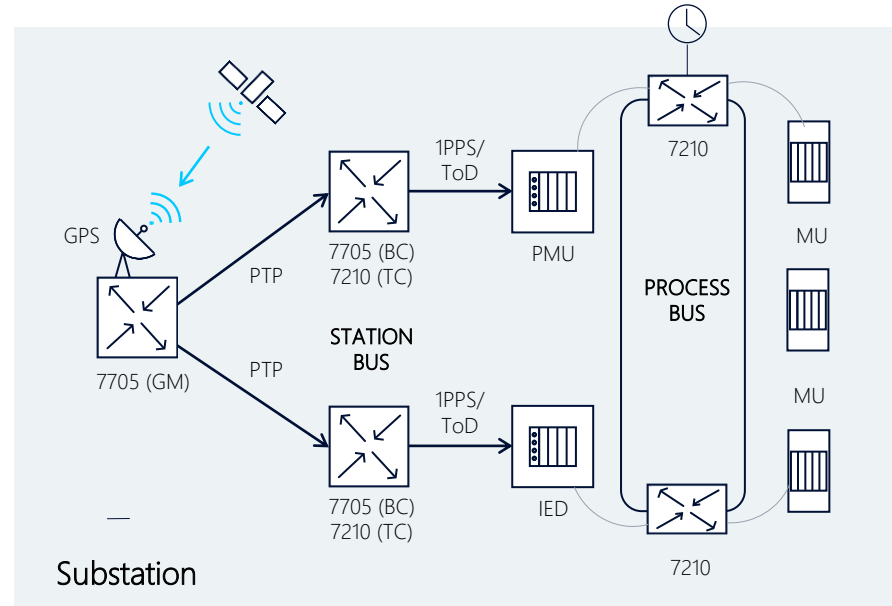 1PPS/
ToD
7210
GPS
7705 (BC)
7210 (TC)
PMU
MU
PTP
PROCESS
BUS
STATION
BUS
PTP
7705 (GM)
1PPS/
ToD
MU
7705 (BC)
7210 (TC)
IED
7210
Substation